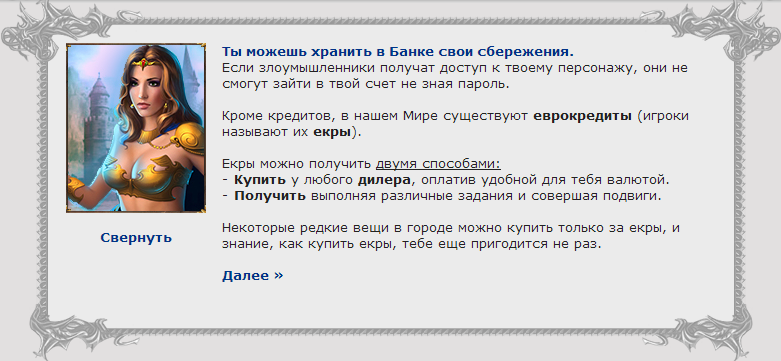 Ты можешь хранить в Банке свои сбережения.
Если злоумышленники получат доступ к твоему персонажу, они не
смогут зайти в твой счет не зная пароль.
Кроме кредитов, в нашем Мире существуют еврокредиты (игроки
называют их екры).
Екры можно получить двумя способами:
- Купить у любого дилера, оплатив удобной для тебя валютой.
- Получить выполняя различные задания и совершая подвиги.
Некоторые редкие вещи в городе можно купить только за екры, и
знание, как купить екры, тебе еще пригодится не раз.
Свернуть
Далее »